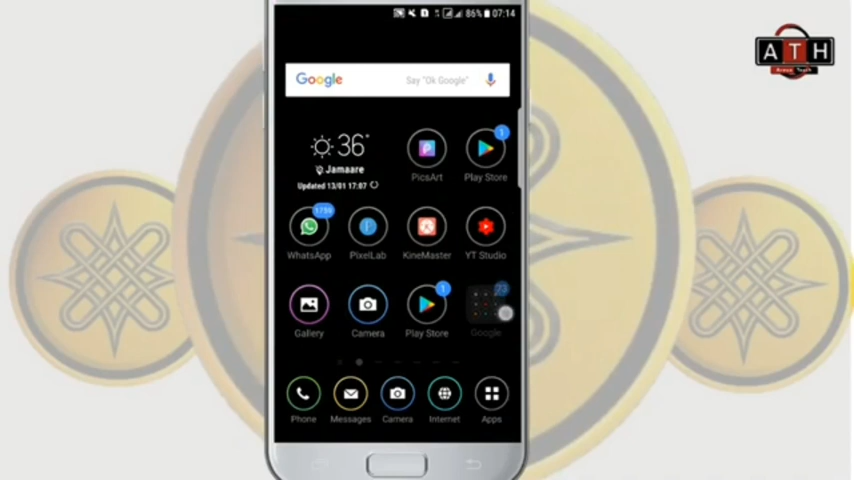 86% 07:14
ATH
Google Say "Ok Google"
36°
Jamaare
Updated 13/01 17:07
1
PicsArt Play Store
WhatsApp PixelLab KineMaster YT Studio
1
23
Gallery Camera Play Store Google
Phone Messages Camera Internet Apps